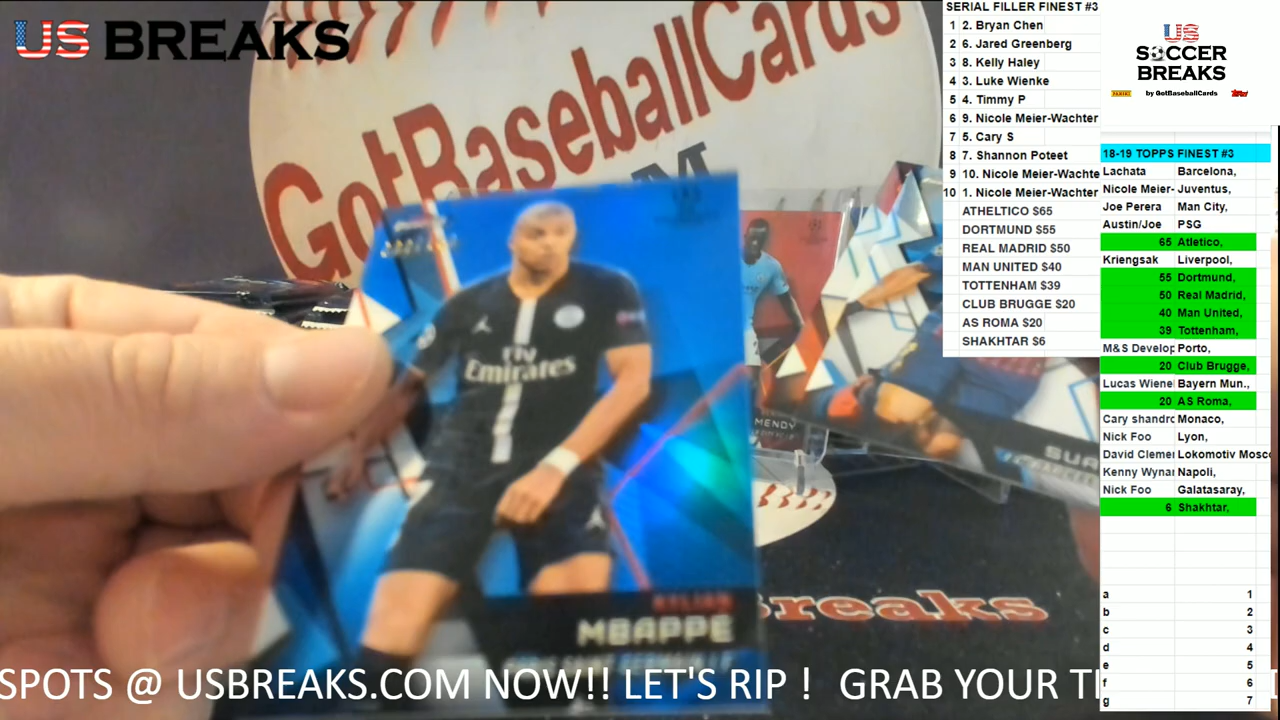 US BREAKS
GotBaseballCards
Fly
Emirates
KYLIAN
MBAPPÉ
MENDY
Breaks
SPOTS @ USBREAKS.COM NOW!! LET'S RIP ! GRAB YOUR T
SERIAL FILLER FINEST #3
1 2. Bryan Chen
2 6. Jared Greenberg
3 8. Kelly Haley
4 3. Luke Wienke
5 4. Timmy P
6 9. Nicole Meier-Wachter
7 5. Cary S
8 7. Shannon Poteet
9 10. Nicole Meier-Wachte
10 1. Nicole Meier-Wachter
ATHELTICO $65
DORTMUND $55
REAL MADRID $50
MAN UNITED $40
TOTTENHAM $39
CLUB BRUGGE $20
AS ROMA $20
SHAKHTAR $6
US
SOCCER
BREAKS
PANINI by GotBaseballCards Topps
18-19 TOPPS FINEST #3
Lachata Barcelona,
Nicole Meier- Juventus,
Joe Perera Man City,
Austin/Joe PSG
65 Atletico,
Kriengsak Liverpool,
55 Dortmund,
50 Real Madrid,
40 Man United,
39 Tottenham,
M&S Develop Porto,
20 Club Brugge,
Lucas Wiene Bayern Mun.,
20 AS Roma,
Cary shandro Monaco,
Nick Foo Lyon,
David Clemer Lokomotiv Mosco
Kenny Wynar Napoli,
Nick Foo Galatasaray,
6 Shakhtar,
a 1
b 2
c 3
d 4
e 5
f 6
g 7